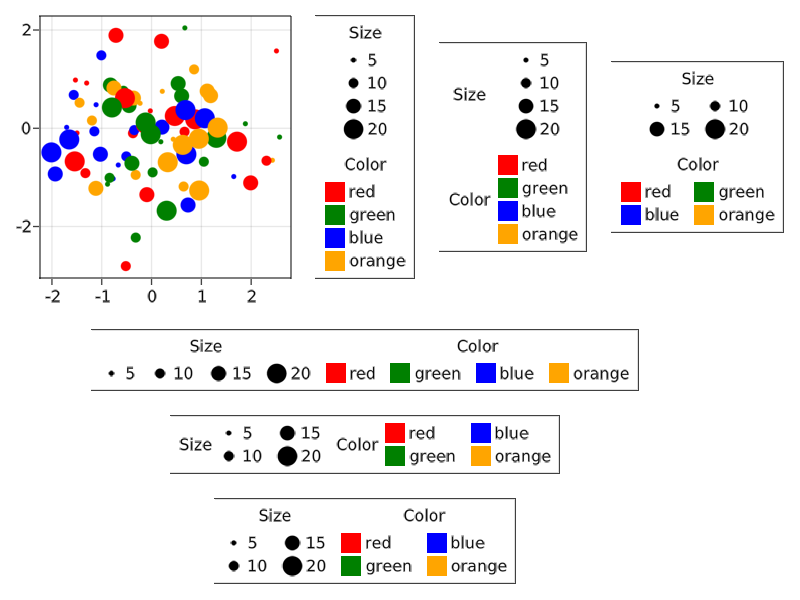 2
0
-2
-2 -1 0 1 2
Size
5
10
15
20
Color
red
green
blue
orange
Size
5
10
15
20
Color
red
green
blue
orange
Size
5 10
15 20
Color
red green
blue orange
Size Color
5 10 15 20 red green blue orange
Size 5 15 Color red blue
10 20 green orange
Size Color
5 15 red blue
10 20 green orange